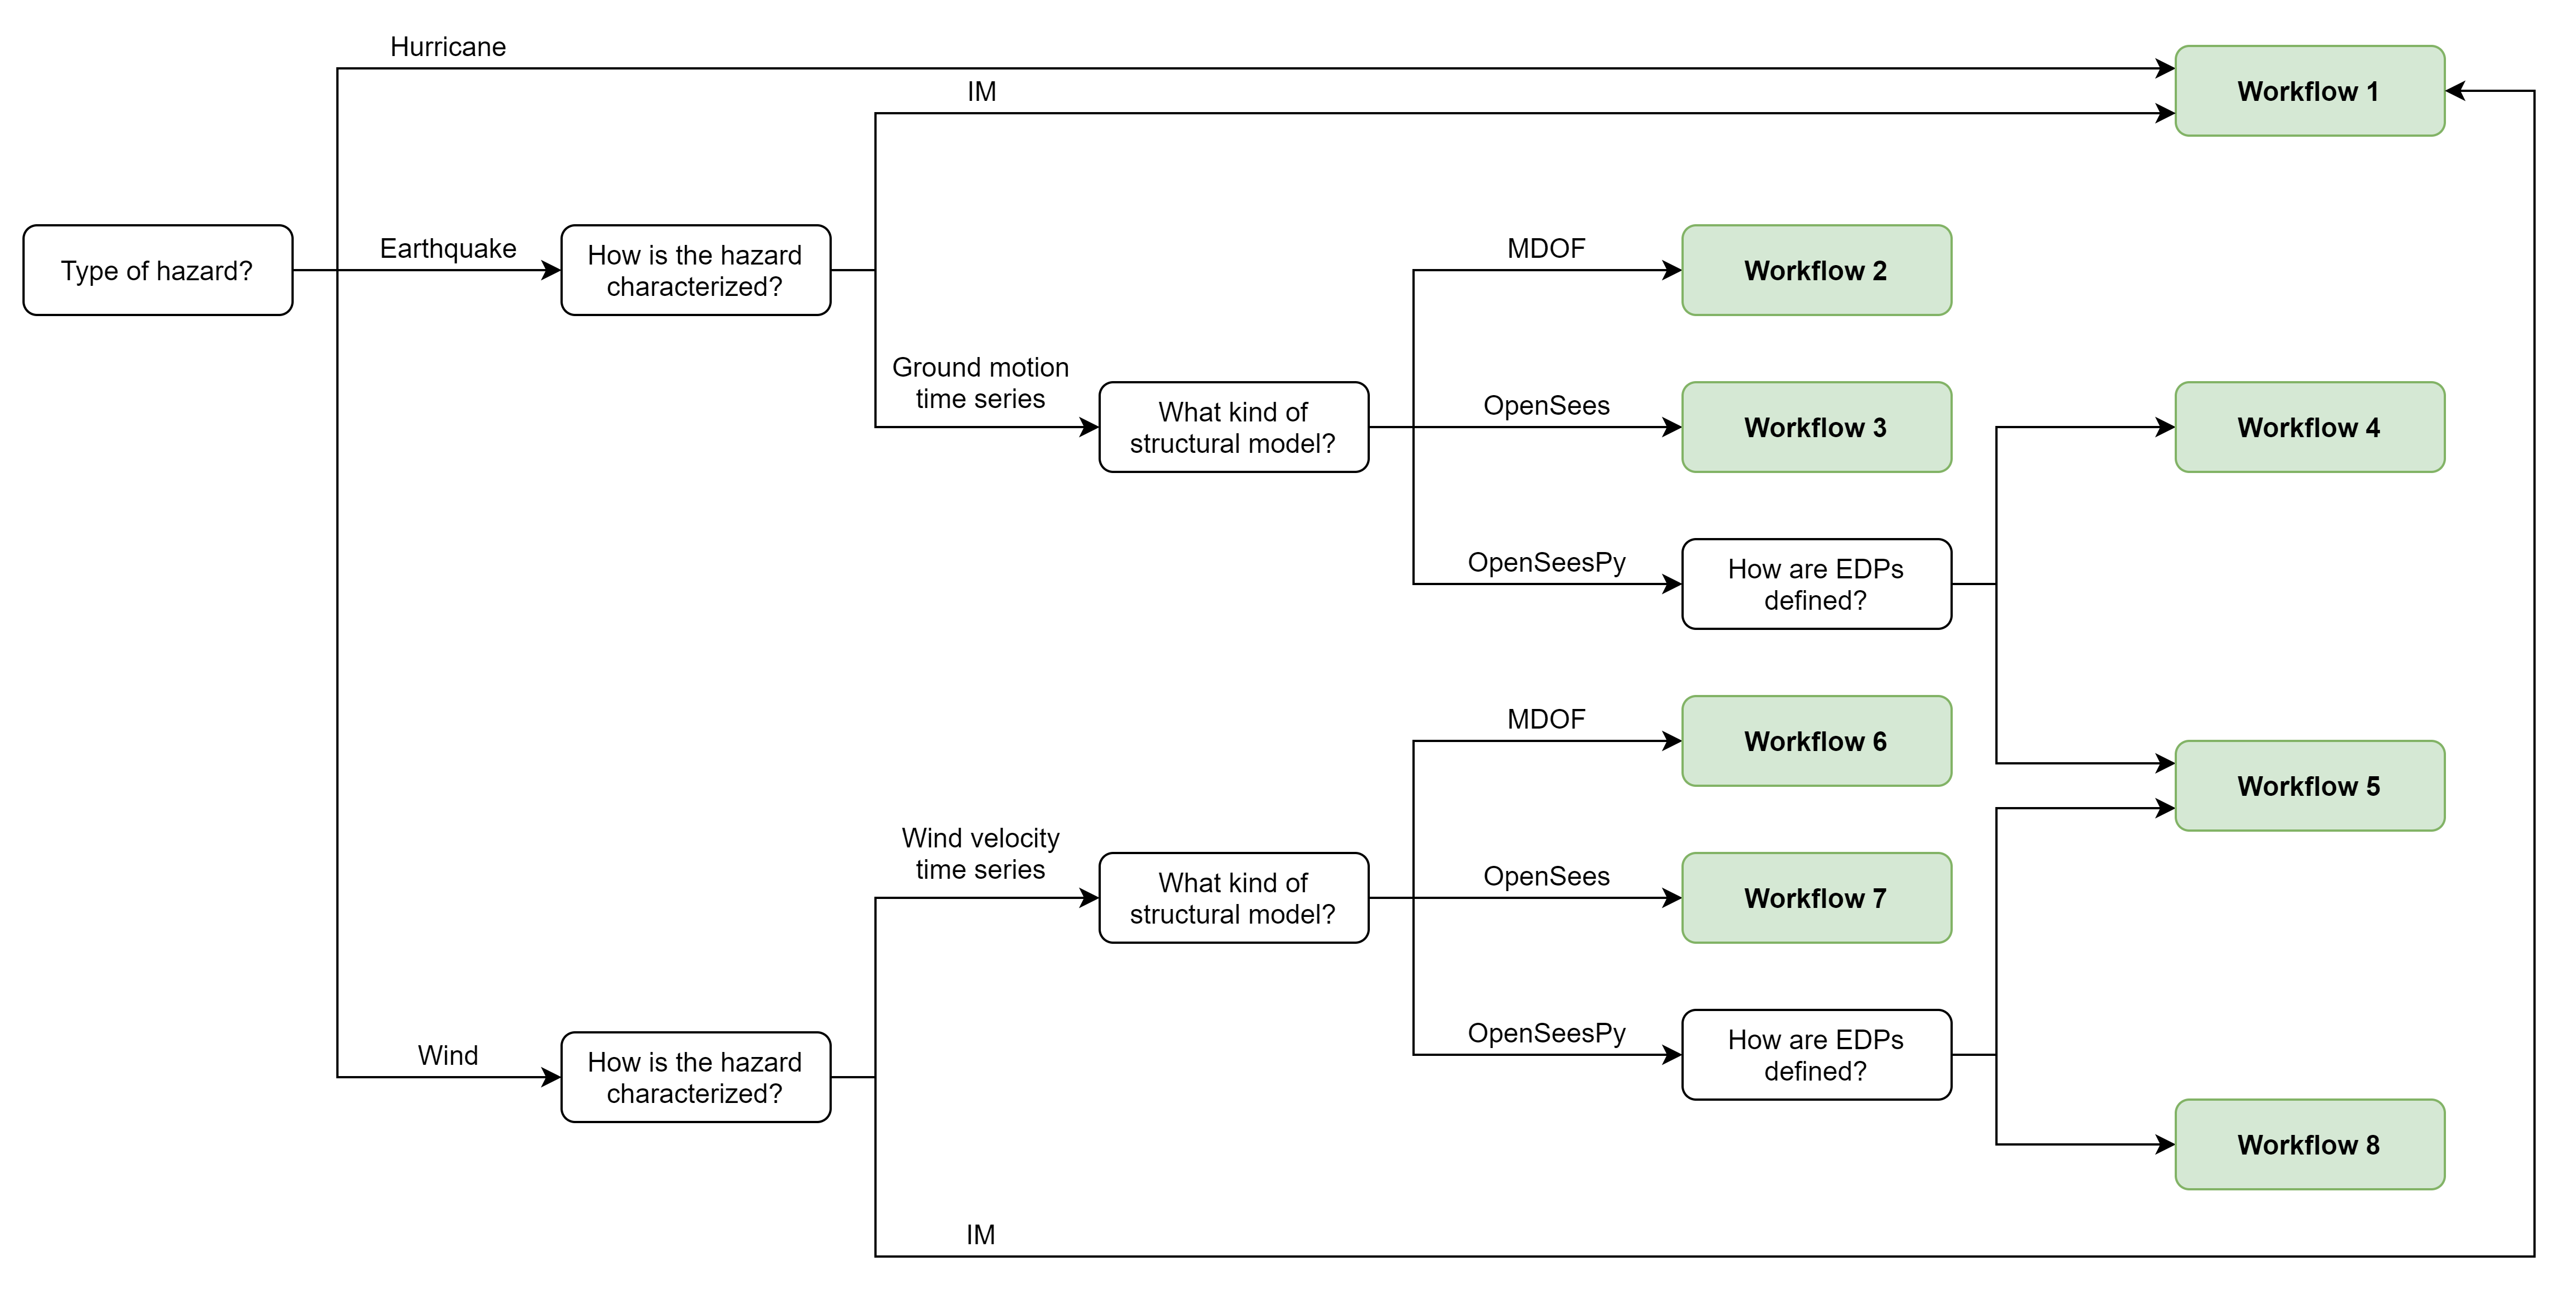 Hurricane
IM
Workflow 1
Type of hazard?
Earthquake
How is the hazard
characterized?
MDOF
Workflow 2
Ground motion
time series
What kind of
structural model?
OpenSees
Workflow 3
Workflow 4
OpenSeesPy
How are EDPs
defined?
MDOF
Workflow 6
Workflow 5
Wind velocity
time series
What kind of
structural model?
OpenSees
Workflow 7
OpenSeesPy
How are EDPs
defined?
Wind
How is the hazard
characterized?
Workflow 8
IM